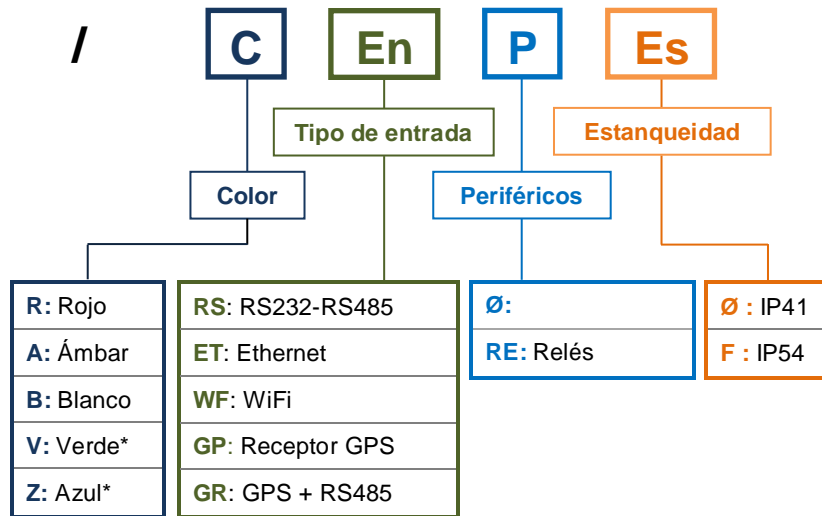 / C En P Es
Tipo de entrada
Estanqueidad
Color
Periféricos
R: Rojo
A: Ámbar
B: Blanco
V: Verde*
Z: Azul*
RS: RS232-RS485
ET: Ethernet
WF: WiFi
GP: Receptor GPS
GR: GPS + RS485
Ø:
RE: Relés
Ø : IP41
F : IP54